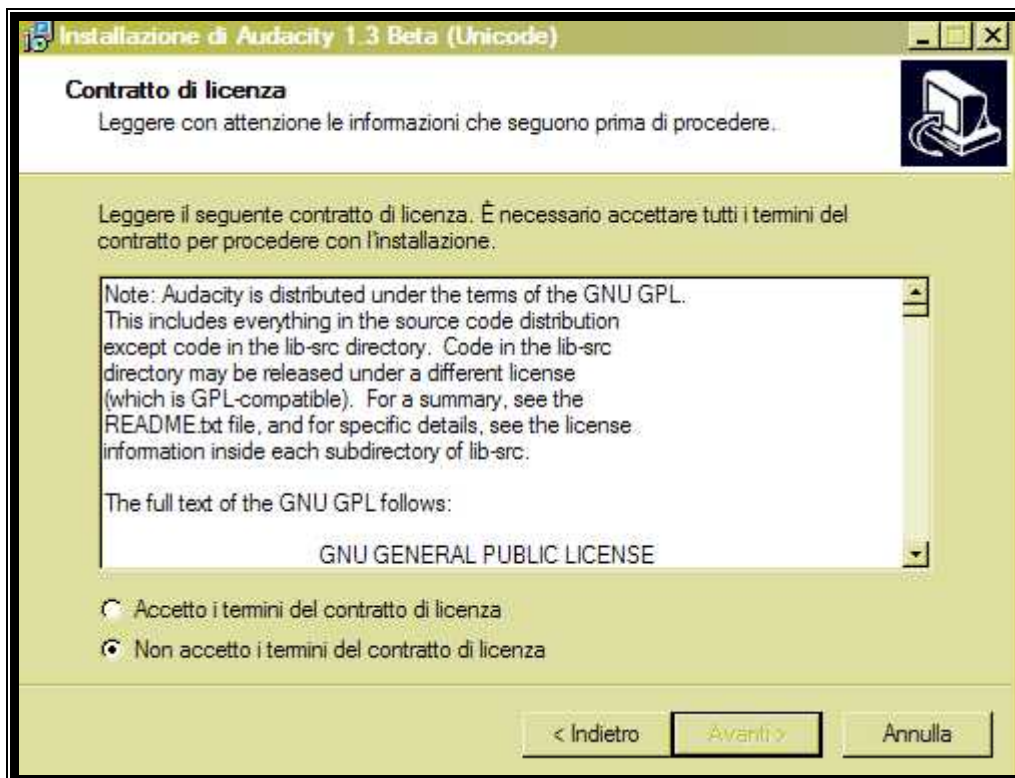 Installazione di Audacity 1.3 Beta (Unicode)
Contratto di licenza
Leggere con attenzione le informazioni che seguono prima di procedere.
Leggere il seguente contratto di licenza. È necessario accettare tutti i termini del
contratto per procedere con l'installazione.
Note: Audacity is distributed under the terms of the GNU GPL.
This includes everything in the source code distribution
except code in the lib-src directory.  Code in the lib-src
directory may be released under a different license
(which is GPL-compatible).  For a summary, see the
README.txt file, and for specific details, see the license
information inside each subdirectory of lib-src.
The full text of the GNU GPL follows:
GNU GENERAL PUBLIC LICENSE
Accetto i termini del contratto di licenza
Non accetto i termini del contratto di licenza
< Indietro Avanti > Annulla